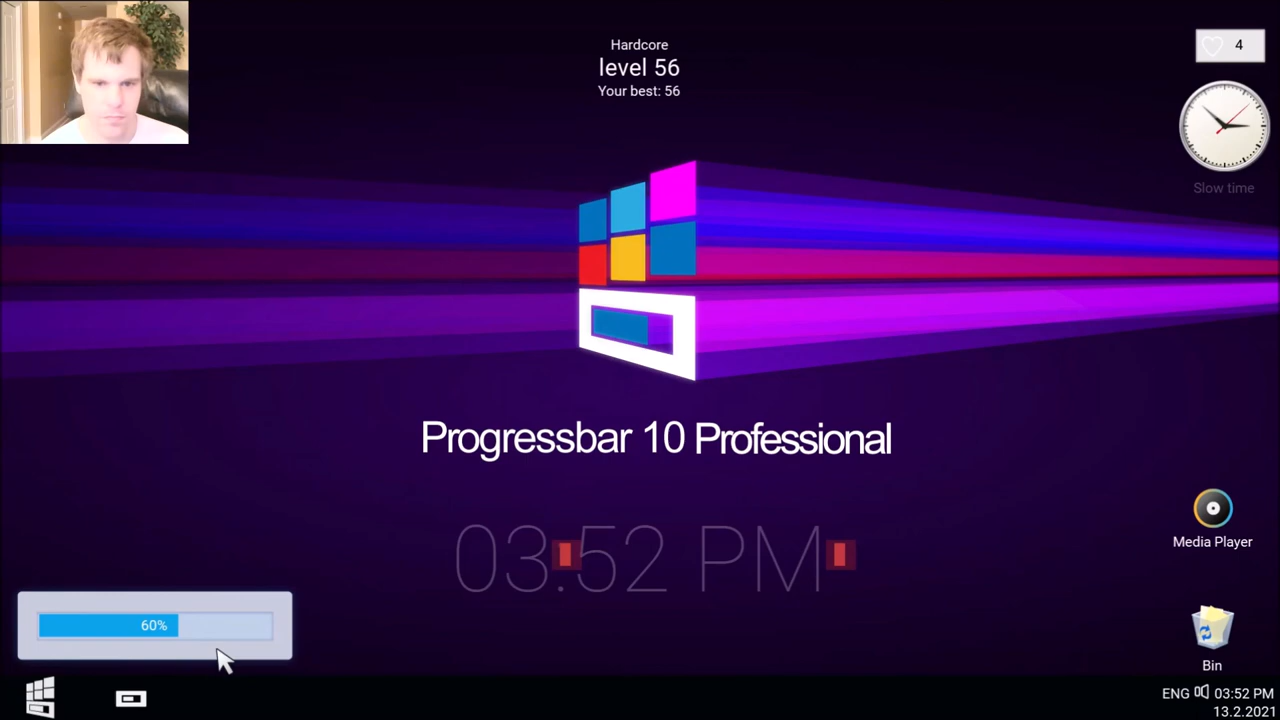 Hardcore
level 56
Your best: 56
4
Slow time
Progressbar 10 Professional
03:52 PM
Media Player
60%
Bin
ENG 03:52 PM
13.2.2021